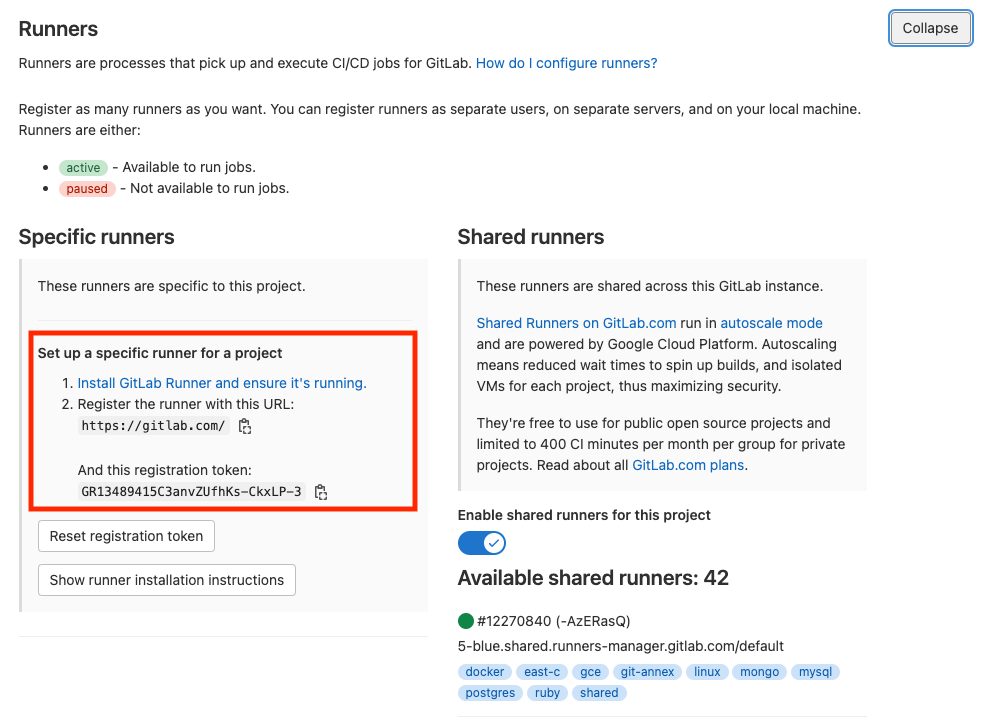 Runners
Collapse
Runners are processes that pick up and execute CI/CD jobs for GitLab. How do I configure runners?
Register as many runners as you want. You can register runners as separate users, on separate servers, and on your local machine.
Runners are either:
active - Available to run jobs.
paused - Not available to run jobs.
Specific runners
These runners are specific to this project.
Set up a specific runner for a project
1. Install GitLab Runner and ensure it's running.
2. Register the runner with this URL:
https://gitlab.com/
And this registration token:
GR13489415C3anvZUfhKs-CkxLP-3
Reset registration token
Show runner installation instructions
Shared runners
These runners are shared across this GitLab instance.
Shared Runners on GitLab.com run in autoscale mode
and are powered by Google Cloud Platform. Autoscaling
means reduced wait times to spin up builds, and isolated
VMs for each project, thus maximizing security.
They're free to use for public open source projects and
limited to 400 CI minutes per month per group for private
projects. Read about all GitLab.com plans.
Enable shared runners for this project
Available shared runners: 42
#12270840 (-AzERasQ)
5-blue.shared.runners-manager.gitlab.com/default
docker east-c gce git-annex linux mongo mysql
postgres ruby shared